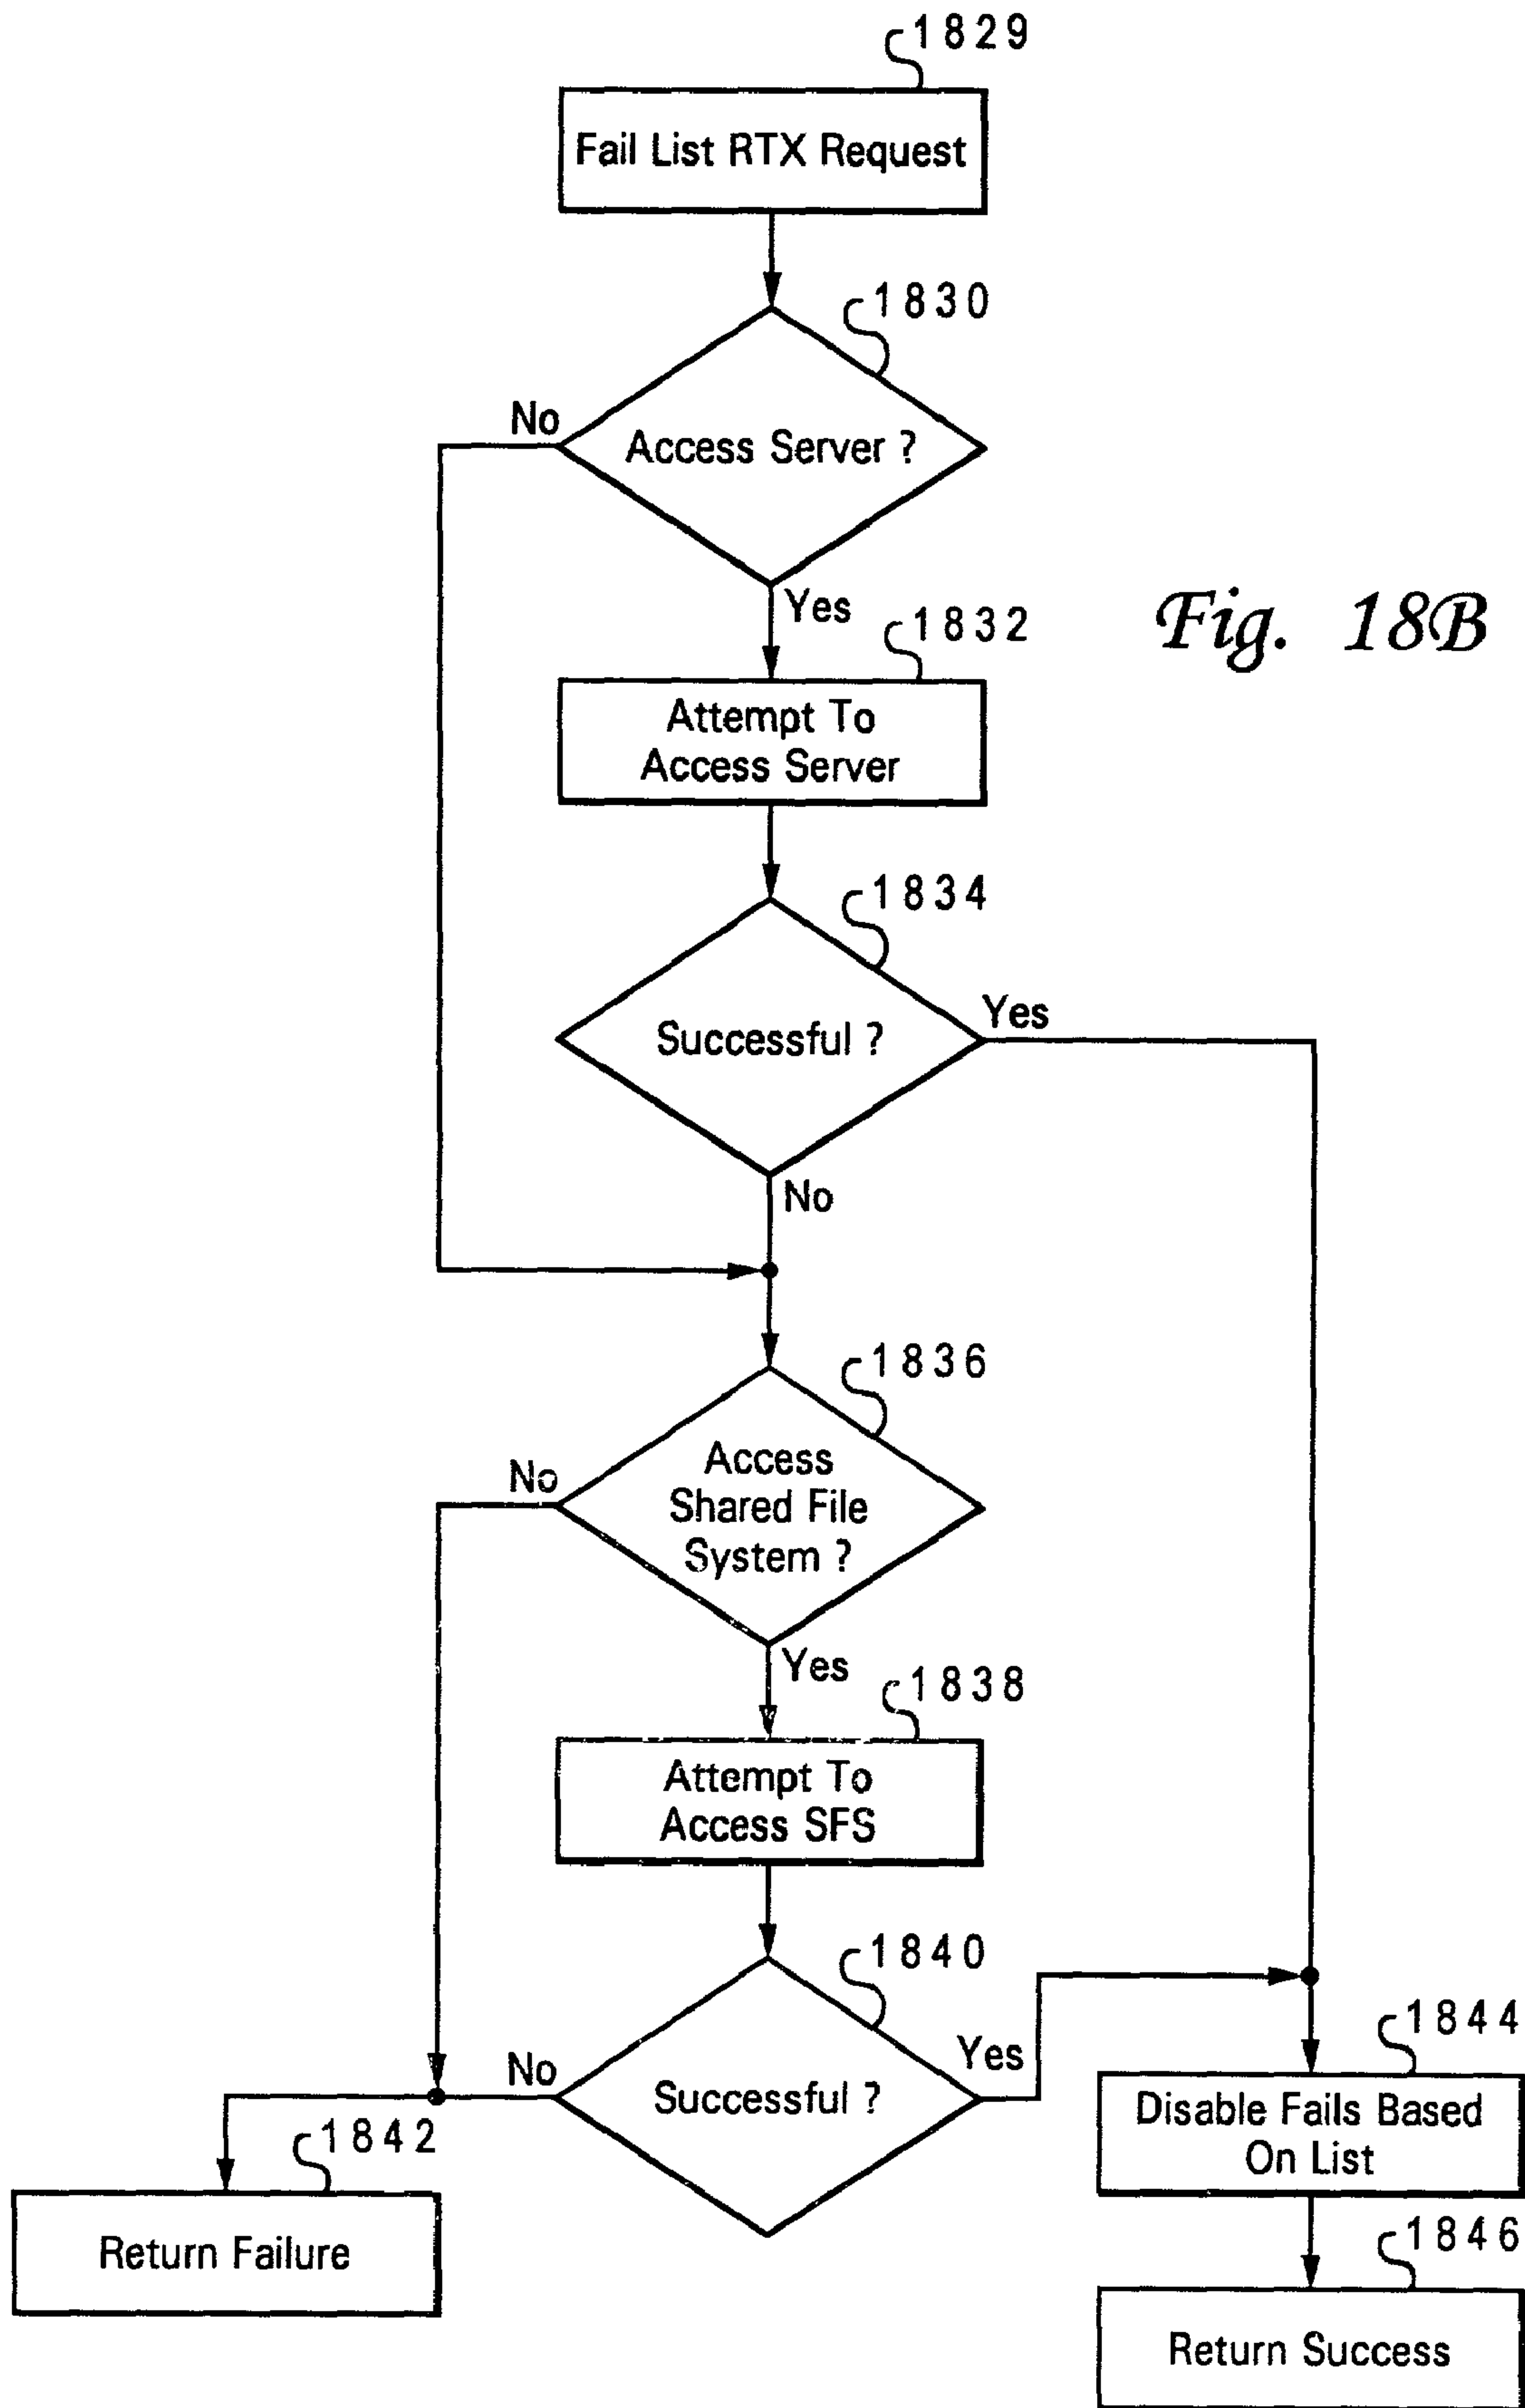 1829
Fail List RTX Request
1830
No
Access Server ?
Yes
1832
Fig. 18B
Attempt To
Access Server
1834
Yes
Successful ?
No
1836
Access
No
Shared File
System ?
Yes
1838
Attempt To
Access SFS
1840
1844
No
Yes
Successful ?
Disable Fails Based
On List
1842
1846
Return Failure
Return Success